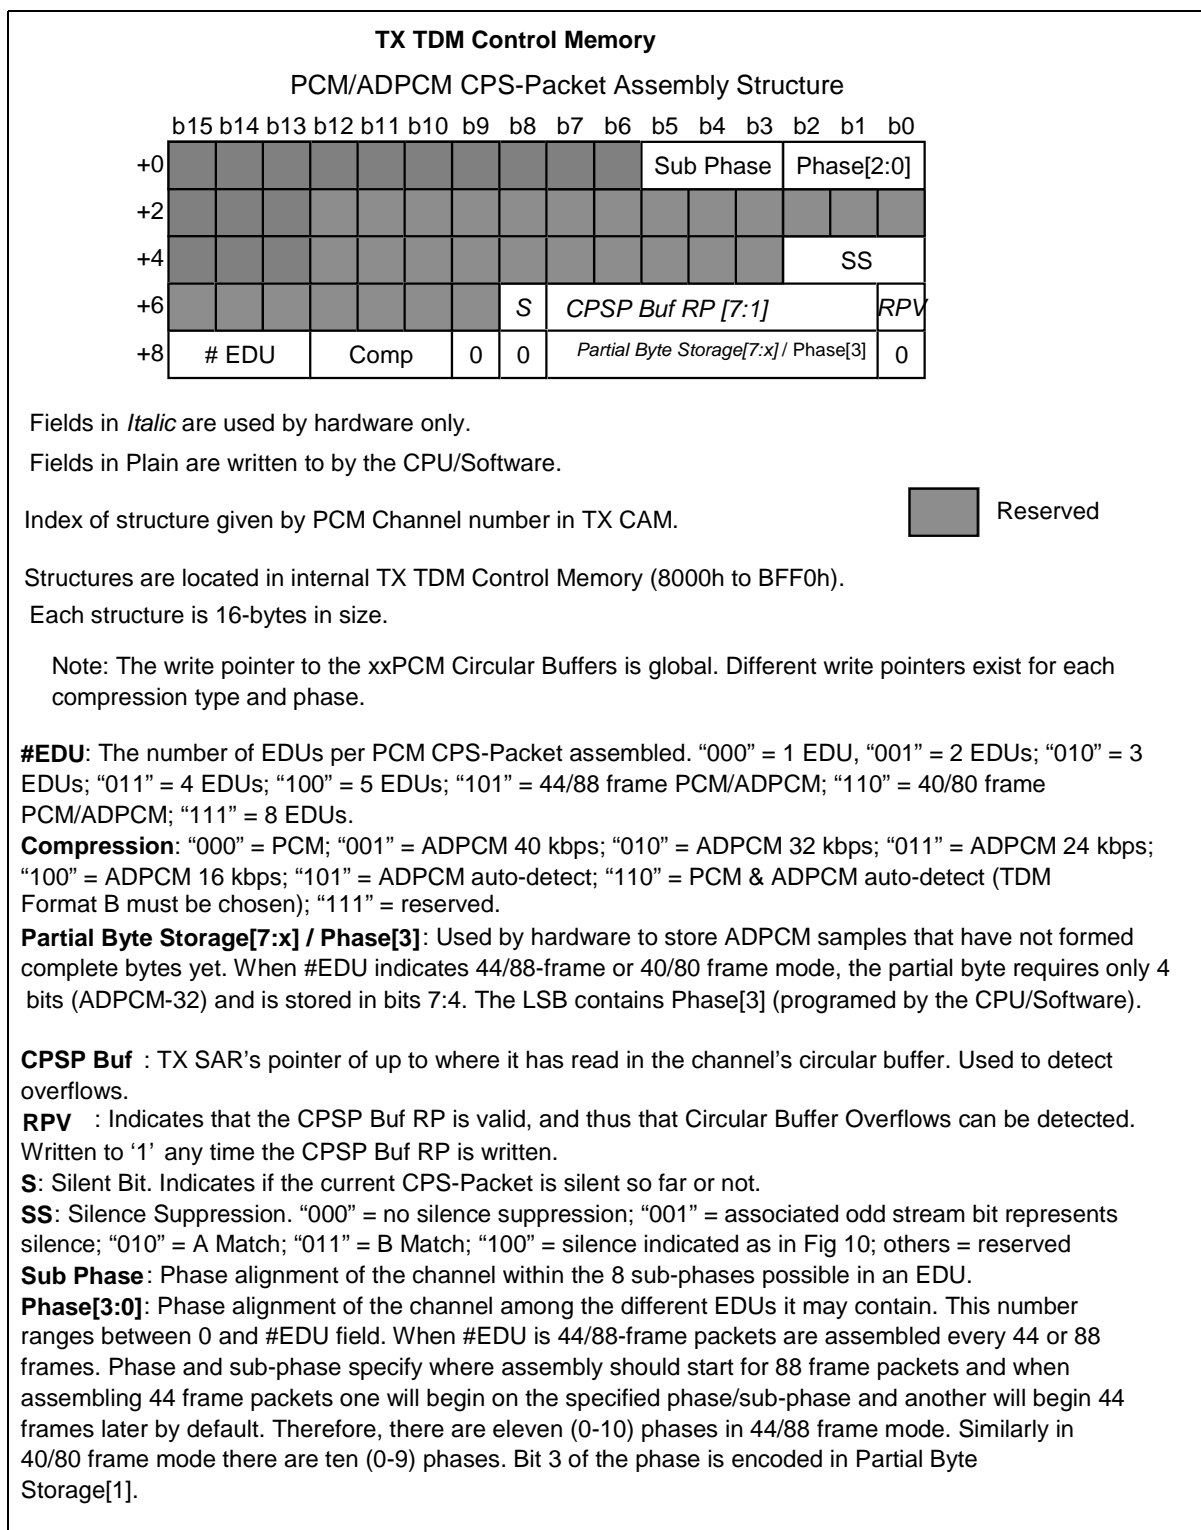 TX TDM Control Memory
PCM/ADPCM CPS-Packet Assembly Structure
b15 b14 b13 b12 b11 b10 b9 b8 b7 b6 b5 b4 b3 b2 b1 b0
+0 Sub Phase Phase[2:0]
+2
+4 SS
+6 S CPSP Buf RP [7:1] RPV
+8 # EDU Comp 0 0 Partial Byte Storage[7:x] / Phase[3] 0
Fields in Italic are used by hardware only.
Fields in Plain are written to by the CPU/Software.
Index of structure given by PCM Channel number in TX CAM.
Reserved
Structures are located in internal TX TDM Control Memory (8000h to BFF0h).
Each structure is 16-bytes in size.
Note: The write pointer to the xxPCM Circular Buffers is global. Different write pointers exist for each
compression type and phase.
#EDU: The number of EDUs per PCM CPS-Packet assembled. “000” = 1 EDU, “001” = 2 EDUs; “010” = 3
EDUs; “011” = 4 EDUs; “100” = 5 EDUs; “101” = 44/88 frame PCM/ADPCM; “110” = 40/80 frame
PCM/ADPCM; “111” = 8 EDUs.
Compression: “000” = PCM; “001” = ADPCM 40 kbps; “010” = ADPCM 32 kbps; “011” = ADPCM 24 kbps;
“100” = ADPCM 16 kbps; “101” = ADPCM auto-detect; “110” = PCM & ADPCM auto-detect (TDM
Format B must be chosen); “111” = reserved.
Partial Byte Storage[7:x] / Phase[3]: Used by hardware to store ADPCM samples that have not formed
complete bytes yet. When #EDU indicates 44/88-frame or 40/80 frame mode, the partial byte requires only 4
bits (ADPCM-32) and is stored in bits 7:4. The LSB contains Phase[3] (programed by the CPU/Software).
CPSP Buf : TX SAR’s pointer of up to where it has read in the channel’s circular buffer. Used to detect
overflows.
RPV : Indicates that the CPSP Buf RP is valid, and thus that Circular Buffer Overflows can be detected.
Written to ‘1’ any time the CPSP Buf RP is written.
S: Silent Bit. Indicates if the current CPS-Packet is silent so far or not.
SS: Silence Suppression. “000” = no silence suppression; “001” = associated odd stream bit represents
silence; “010” = A Match; “011” = B Match; “100” = silence indicated as in Fig 10; others = reserved
Sub Phase: Phase alignment of the channel within the 8 sub-phases possible in an EDU.
Phase[3:0]: Phase alignment of the channel among the different EDUs it may contain. This number
ranges between 0 and #EDU field. When #EDU is 44/88-frame packets are assembled every 44 or 88
frames. Phase and sub-phase specify where assembly should start for 88 frame packets and when
assembling 44 frame packets one will begin on the specified phase/sub-phase and another will begin 44
frames later by default. Therefore, there are eleven (0-10) phases in 44/88 frame mode. Similarly in
40/80 frame mode there are ten (0-9) phases. Bit 3 of the phase is encoded in Partial Byte
Storage[1].